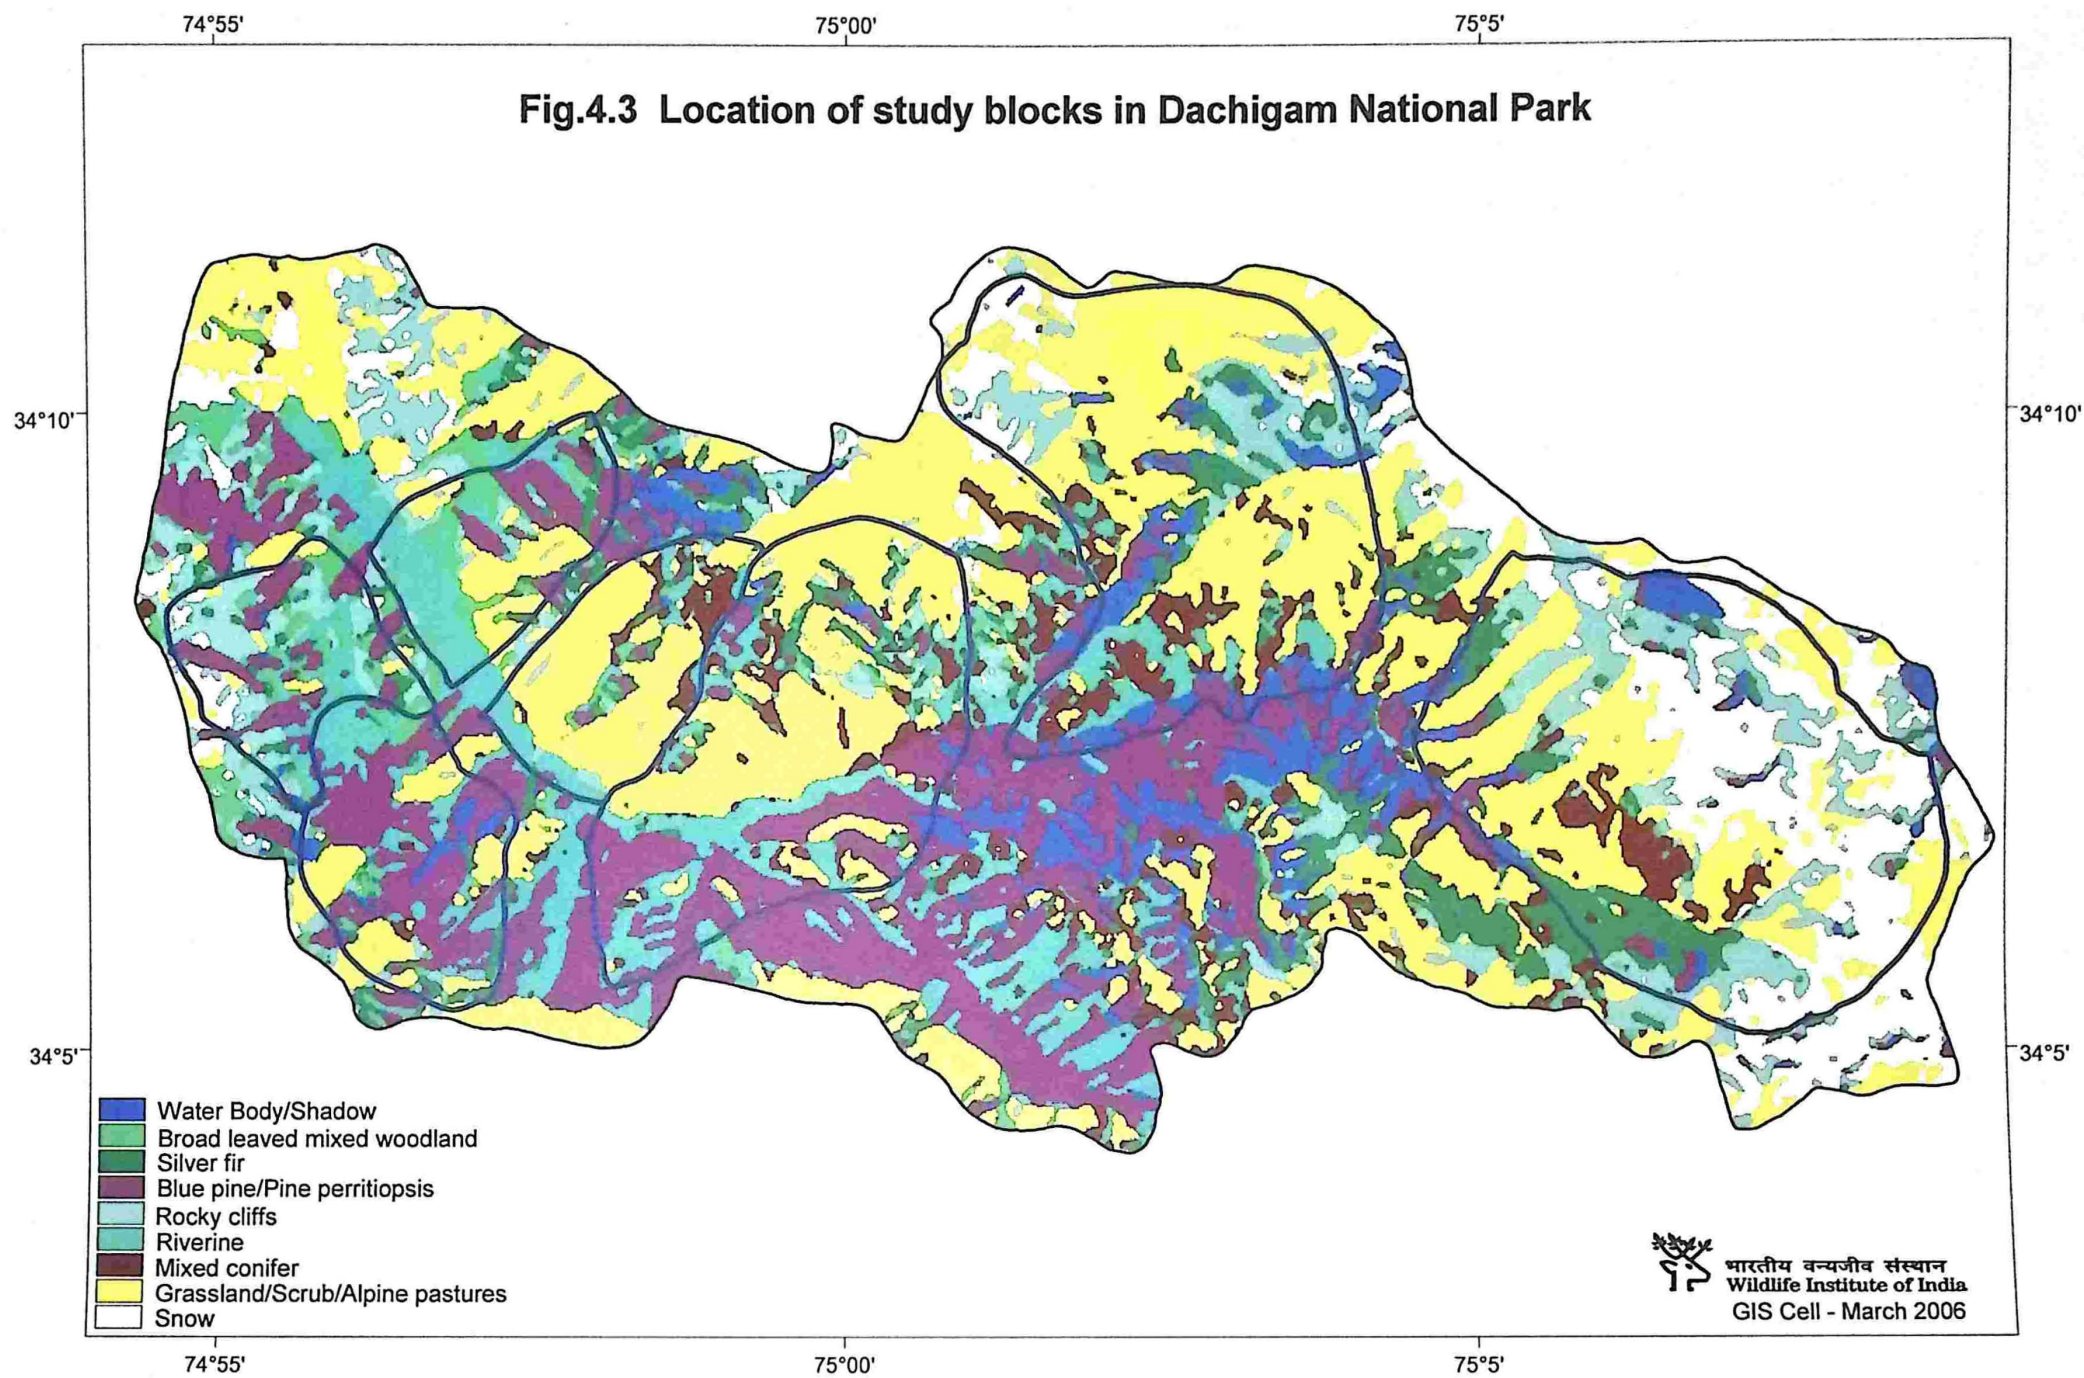 74°55' 75°00' 75°5'
Fig.4.3 Location of study blocks in Dachigam National Park
34°10' 34°10'
34°5' 34°5'
Water Body/Shadow
Broad leaved mixed woodland
Silver fir
Blue pine/Pine perritiopsis
Rocky cliffs
Riverine
Mixed conifer
Grassland/Scrub/Alpine pastures
Snow
भारतीय वन्यजीव संस्थान
Wildlife Institute of India
GIS Cell - March 2006
74°55' 75°00' 75°5'